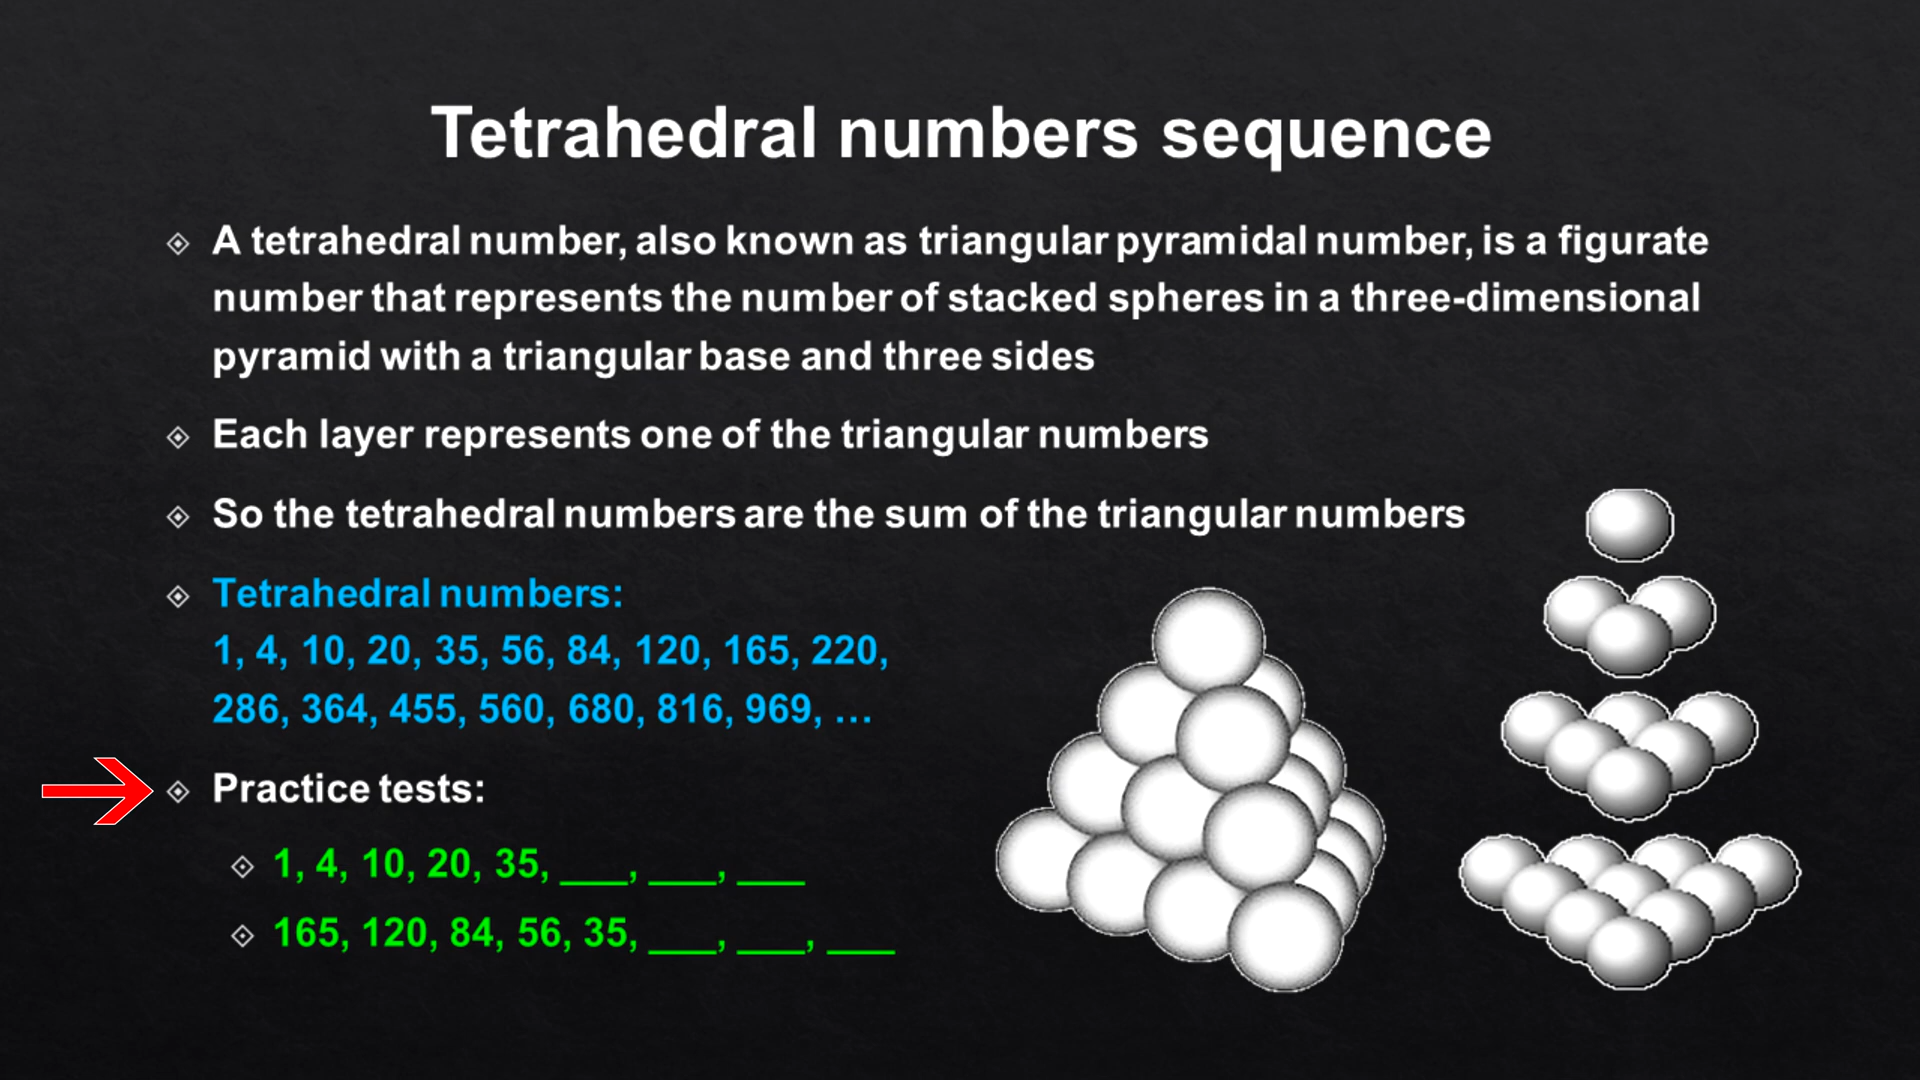 Tetrahedral numbers sequence
A tetrahedral number, also known as triangular pyramidal number, is a figurate
number that represents the number of stacked spheres in a three-dimensional
pyramid with a triangular base and three sides
Each layer represents one of the triangular numbers
So the tetrahedral numbers are the sum of the triangular numbers
Tetrahedral numbers:
1, 4, 10, 20, 35, 56, 84, 120, 165, 220,
286, 364, 455, 560, 680, 816, 969, …
Practice tests:
1, 4, 10, 20, 35, ___, ___, ___
165, 120, 84, 56, 35, ___, ___, ___